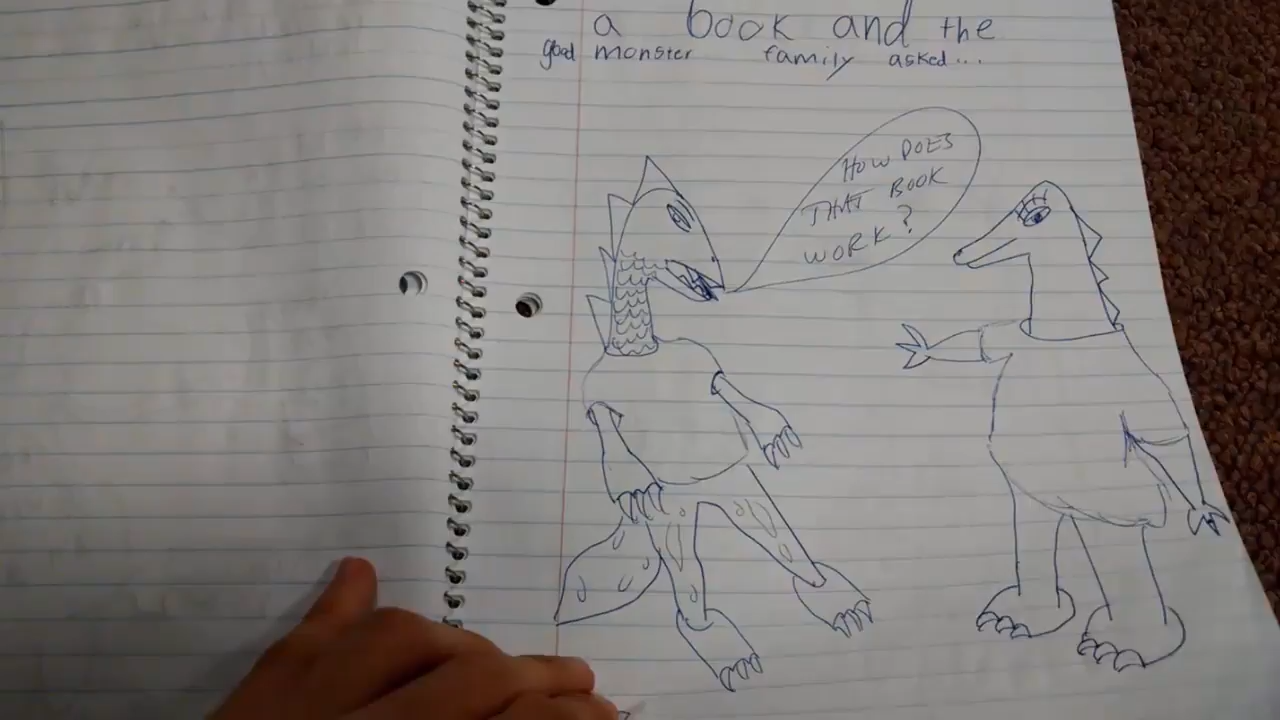 a book and the
good monster family asked...
HOW DOES
THAT BOOK
WORK?